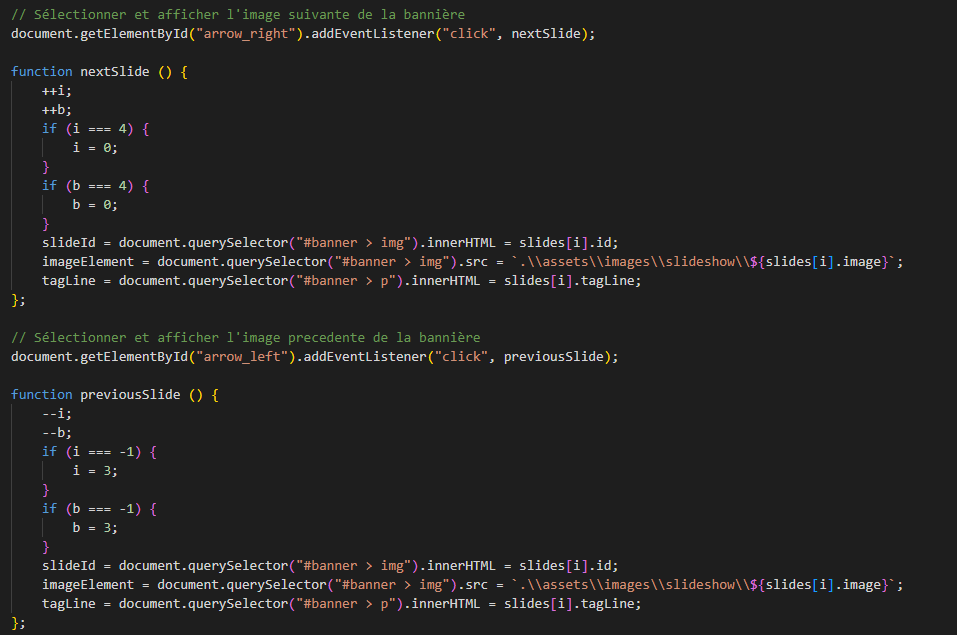 // Sélectionner et afficher l'image suivante de la bannière
document.getElementById("arrow_right").addEventListener("click", nextSlide);
function nextSlide () {
++i;
++b;
if (i === 4) {
i = 0;
}
if (b === 4) {
b = 0;
}
slideId = document.querySelector("#banner > img").innerHTML = slides[i].id;
imageElement = document.querySelector("#banner > img").src = `.\\assets\\images\\slideshow\\${slides[i].image}`;
tagLine = document.querySelector("#banner > p").innerHTML = slides[i].tagLine;
};
// Sélectionner et afficher l'image precedente de la bannière
document.getElementById("arrow_left").addEventListener("click", previousSlide);
function previousSlide () {
--i;
--b;
if (i === -1) {
i = 3;
}
if (b === -1) {
b = 3;
}
slideId = document.querySelector("#banner > img").innerHTML = slides[i].id;
imageElement = document.querySelector("#banner > img").src = `.\\assets\\images\\slideshow\\${slides[i].image}`;
tagLine = document.querySelector("#banner > p").innerHTML = slides[i].tagLine;
};